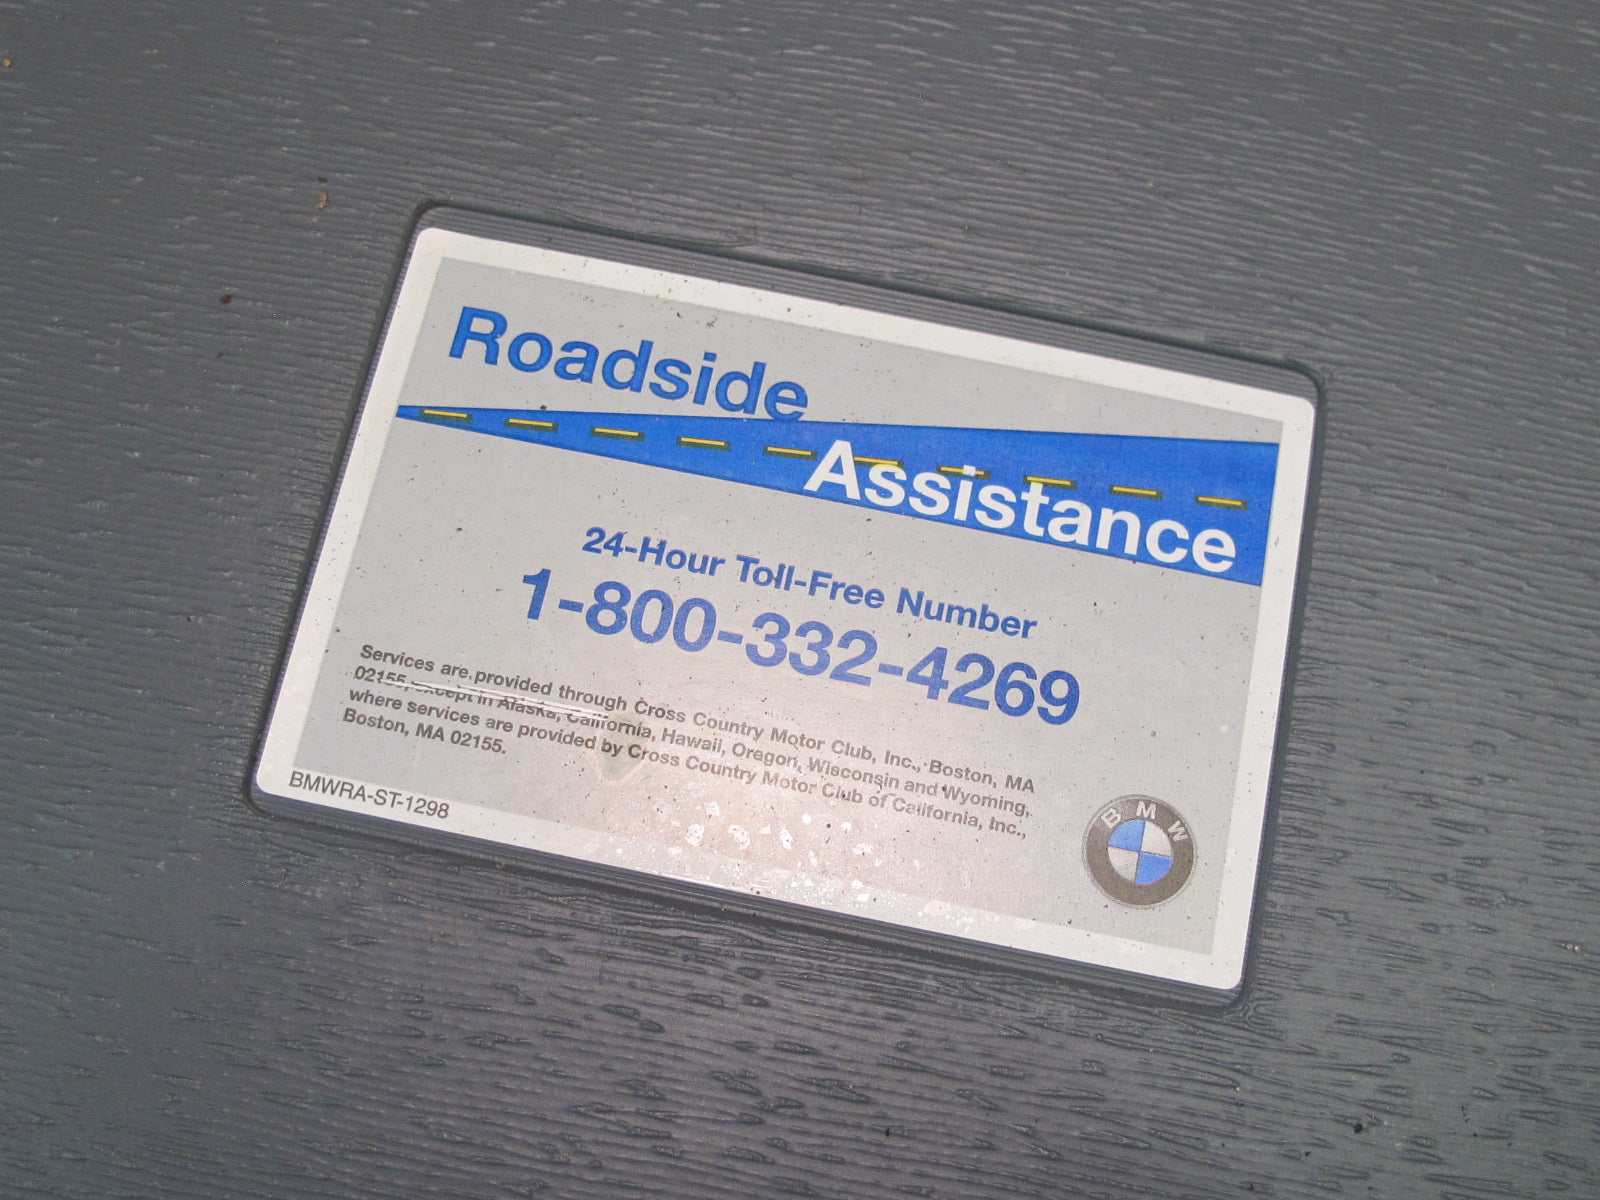 Roadside
Assistance
24-Hour Toll-Free Number
1-800-332-4269
Services are provided through Cross Country Motor Club, Inc., Boston, MA
02155, except in Alaska, California, Hawaii, Oregon, Wisconsin and Wyoming,
where services are provided by Cross Country Motor Club of California, Inc.,
Boston, MA 02155.
BMWRA-ST-1298
BMW